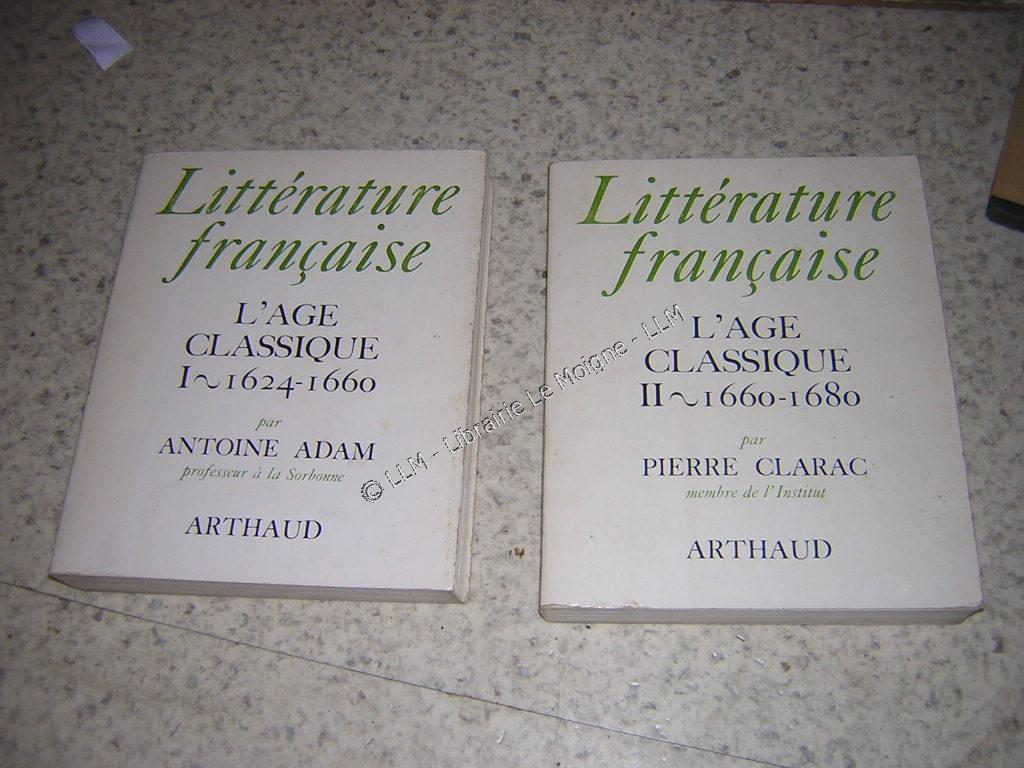 Littérature
française
L'AGE
CLASSIQUE
I ~ 1624-1660
par
ANTOINE ADAM
professeur à la Sorbonne
ARTHAUD
Littérature
française
L'AGE
CLASSIQUE
II ~ 1660-1680
par
PIERRE CLARAC
membre de l'Institut
ARTHAUD
© LLM - Librairie Le Moigne - LLM